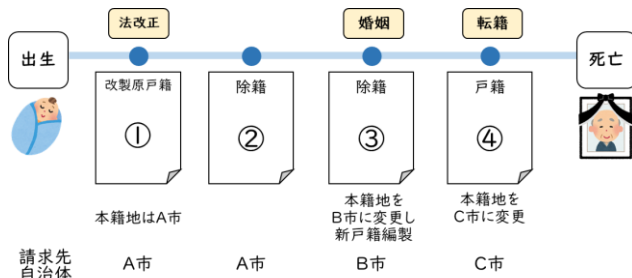 法改正
婚姻
転籍
出生
死亡
改製原戸籍
除籍
除籍
戸籍
①
②
③
④
本籍地はA市
本籍地を
B市に変更し
新戸籍編製
本籍地を
C市に変更
請求先
自治体
A市
A市
B市
C市